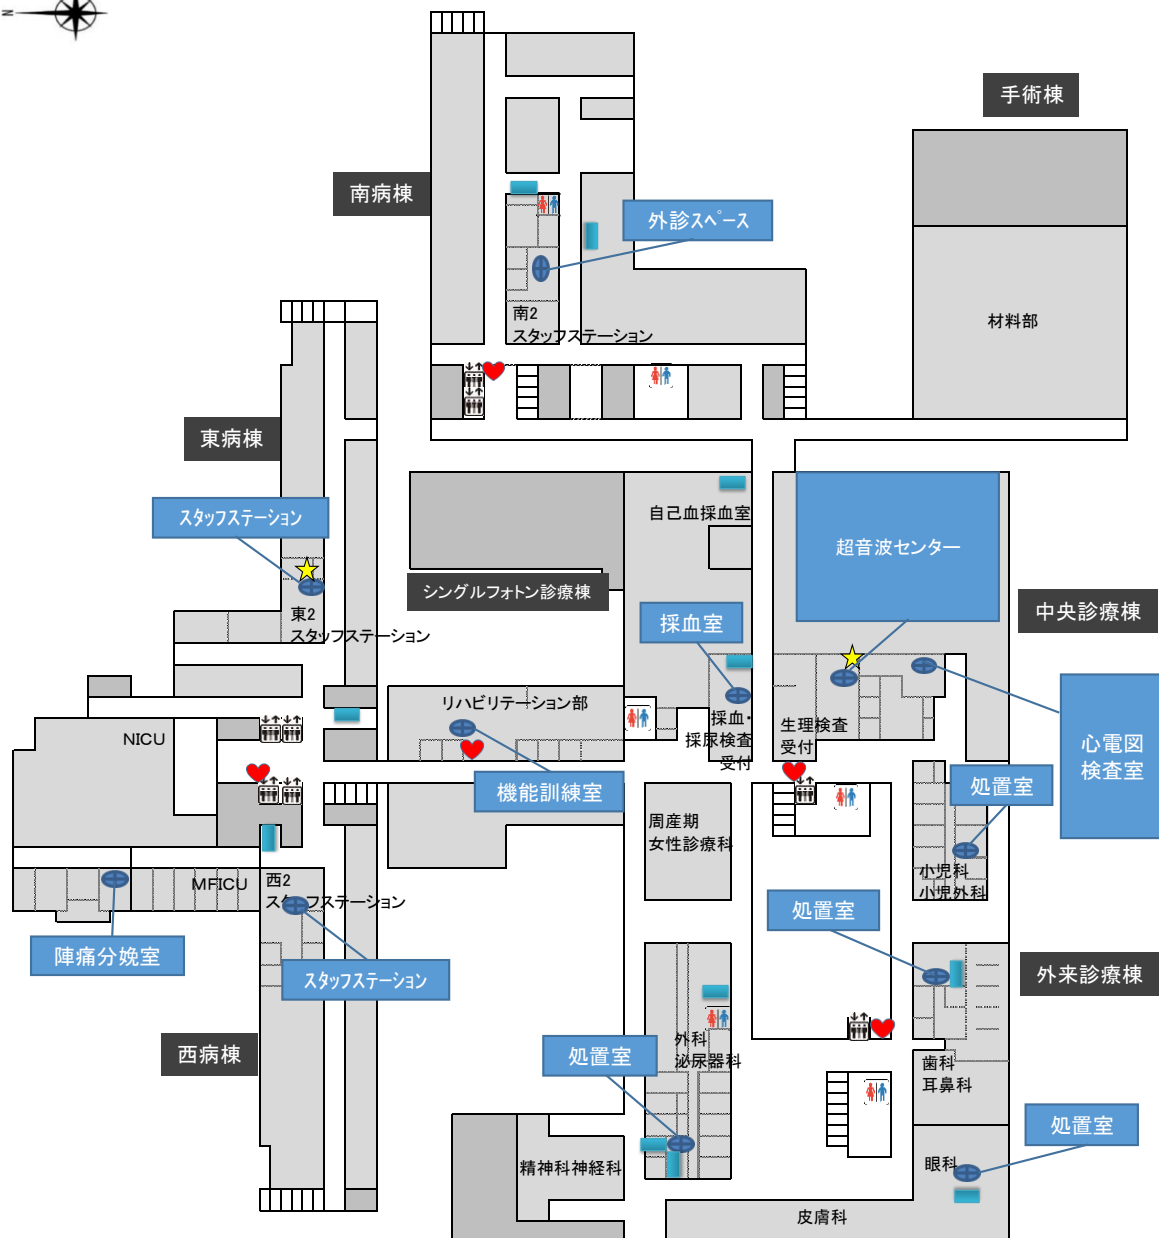 N
手術棟
南病棟
外診スペース
材料部
南2
スタッフステーション
東病棟
スタッフステーション
自己血採血室
超音波センター
シングルフォトン診療棟
採血室
中央診療棟
東2
スタッフステーション
リハビリテーション部
採血・
採尿検査
受付
生理検査
受付
心電図
検査室
NICU
機能訓練室
処置室
周産期
女性診療科
小児科
小児外科
MFICU
西2
スタッフステーション
処置室
陣痛分娩室
スタッフステーション
外来診療棟
西病棟
処置室
外科
泌尿器科
歯科
耳鼻科
処置室
精神科神経科
眼科
皮膚科